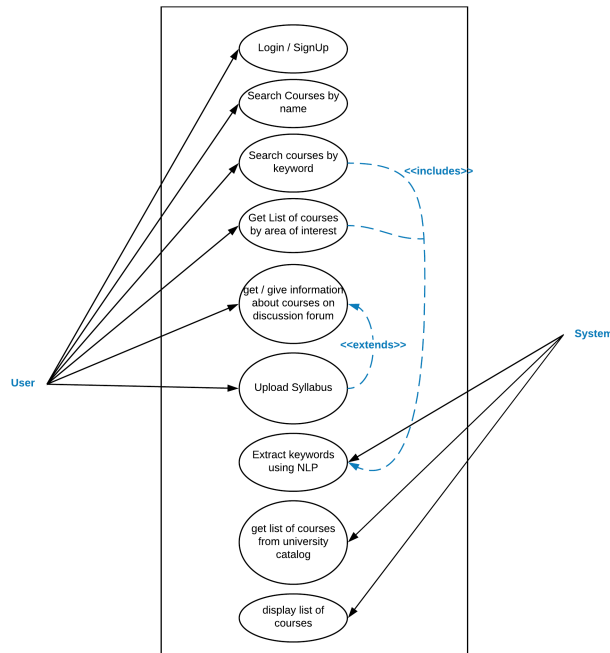 Login / SignUp
Search Courses by
name
Search courses by
keyword
<<includes>>
Get List of courses
by area of interest
get / give information
about courses on
discussion forum
<<extends>>
System
User
Upload Syllabus
Extract keywords
using NLP
get list of courses
from university
catalog
display list of
courses